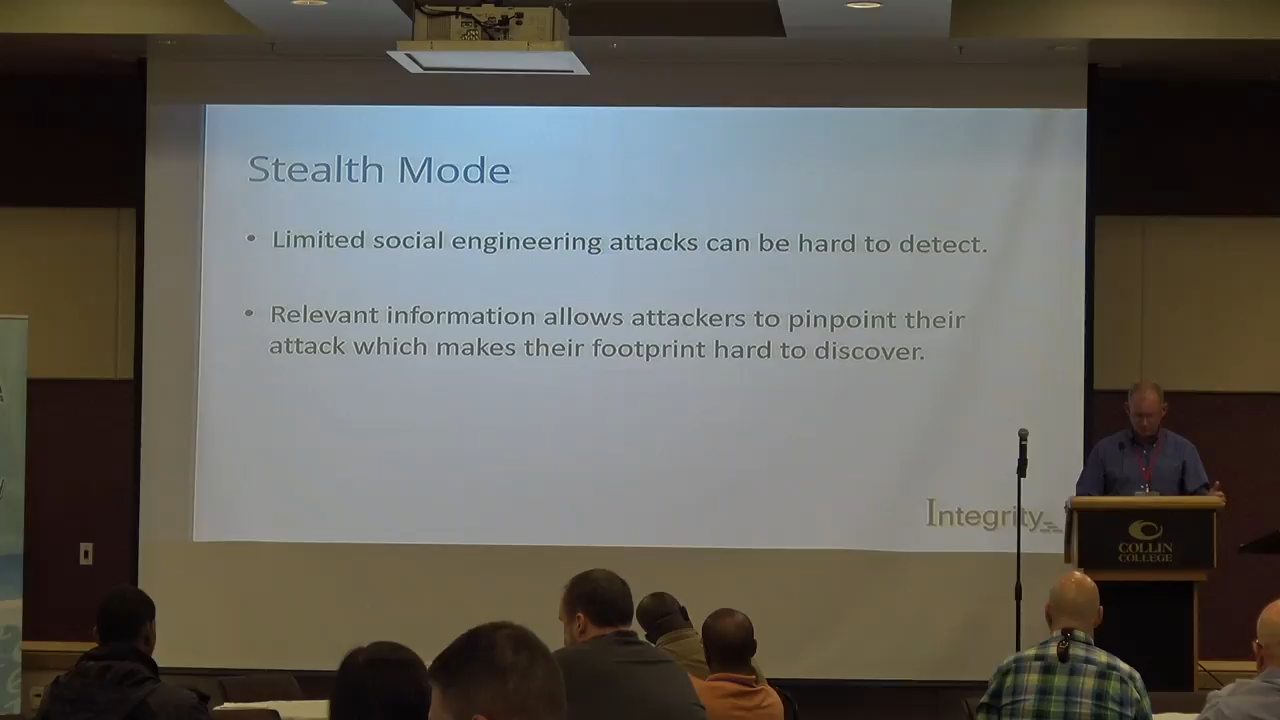 Stealth Mode
• Limited social engineering attacks can be hard to detect.
• Relevant information allows attackers to pinpoint their
attack which makes their footprint hard to discover.
Integrity
COLLIN
COLLEGE